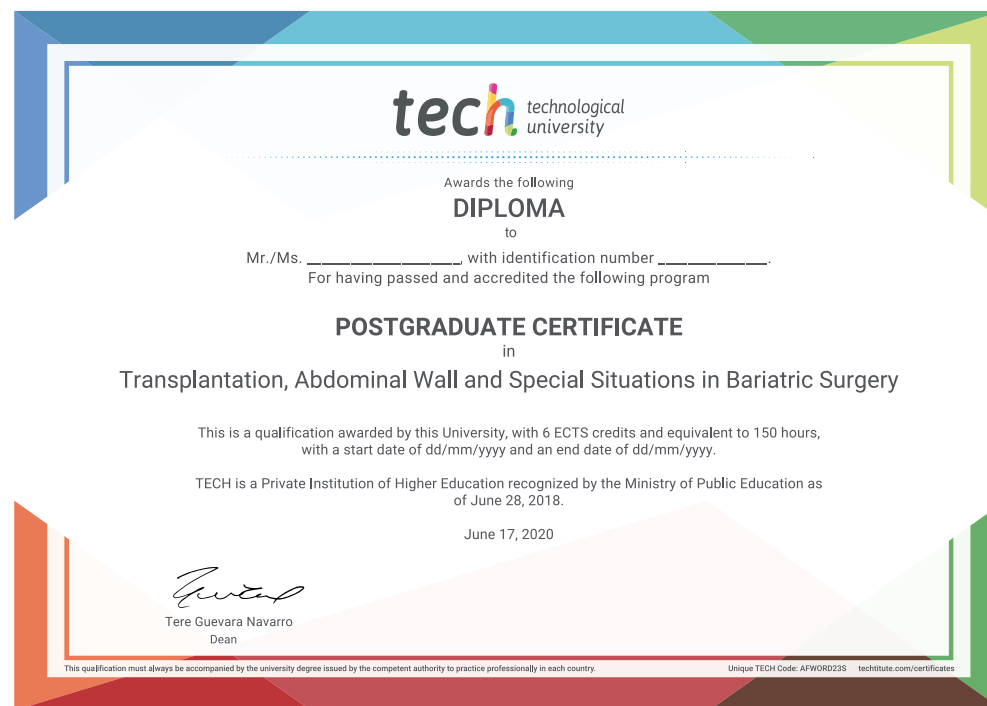 tech technological
university
Awards the following
DIPLOMA
to
Mr./Ms. ____________________, with identification number ______________.
For having passed and accredited the following program
POSTGRADUATE CERTIFICATE
in
Transplantation, Abdominal Wall and Special Situations in Bariatric Surgery
This is a qualification awarded by this University, with 6 ECTS credits and equivalent to 150 hours,
with a start date of dd/mm/yyyy and an end date of dd/mm/yyyy.
TECH is a Private Institution of Higher Education recognized by the Ministry of Public Education as
of June 28, 2018.
June 17, 2020
Tere Guevara Navarro
Dean
This qualification must always be accompanied by the university degree issued by the competent authority to practice professionally in each country.
Unique TECH Code: AFWORD23S techtitute.com/certificates